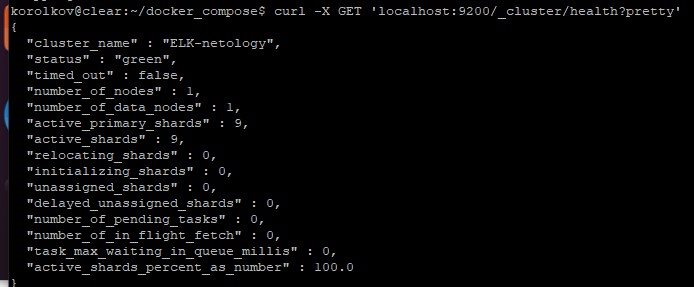 korolkov@clear:~/docker_compose$ curl -X GET 'localhost:9200/_cluster/health?pretty'
{
  "cluster_name" : "ELK-netology",
  "status" : "green",
  "timed_out" : false,
  "number_of_nodes" : 1,
  "number_of_data_nodes" : 1,
  "active_primary_shards" : 9,
  "active_shards" : 9,
  "relocating_shards" : 0,
  "initializing_shards" : 0,
  "unassigned_shards" : 0,
  "delayed_unassigned_shards" : 0,
  "number_of_pending_tasks" : 0,
  "number_of_in_flight_fetch" : 0,
  "task_max_waiting_in_queue_millis" : 0,
  "active_shards_percent_as_number" : 100.0
}